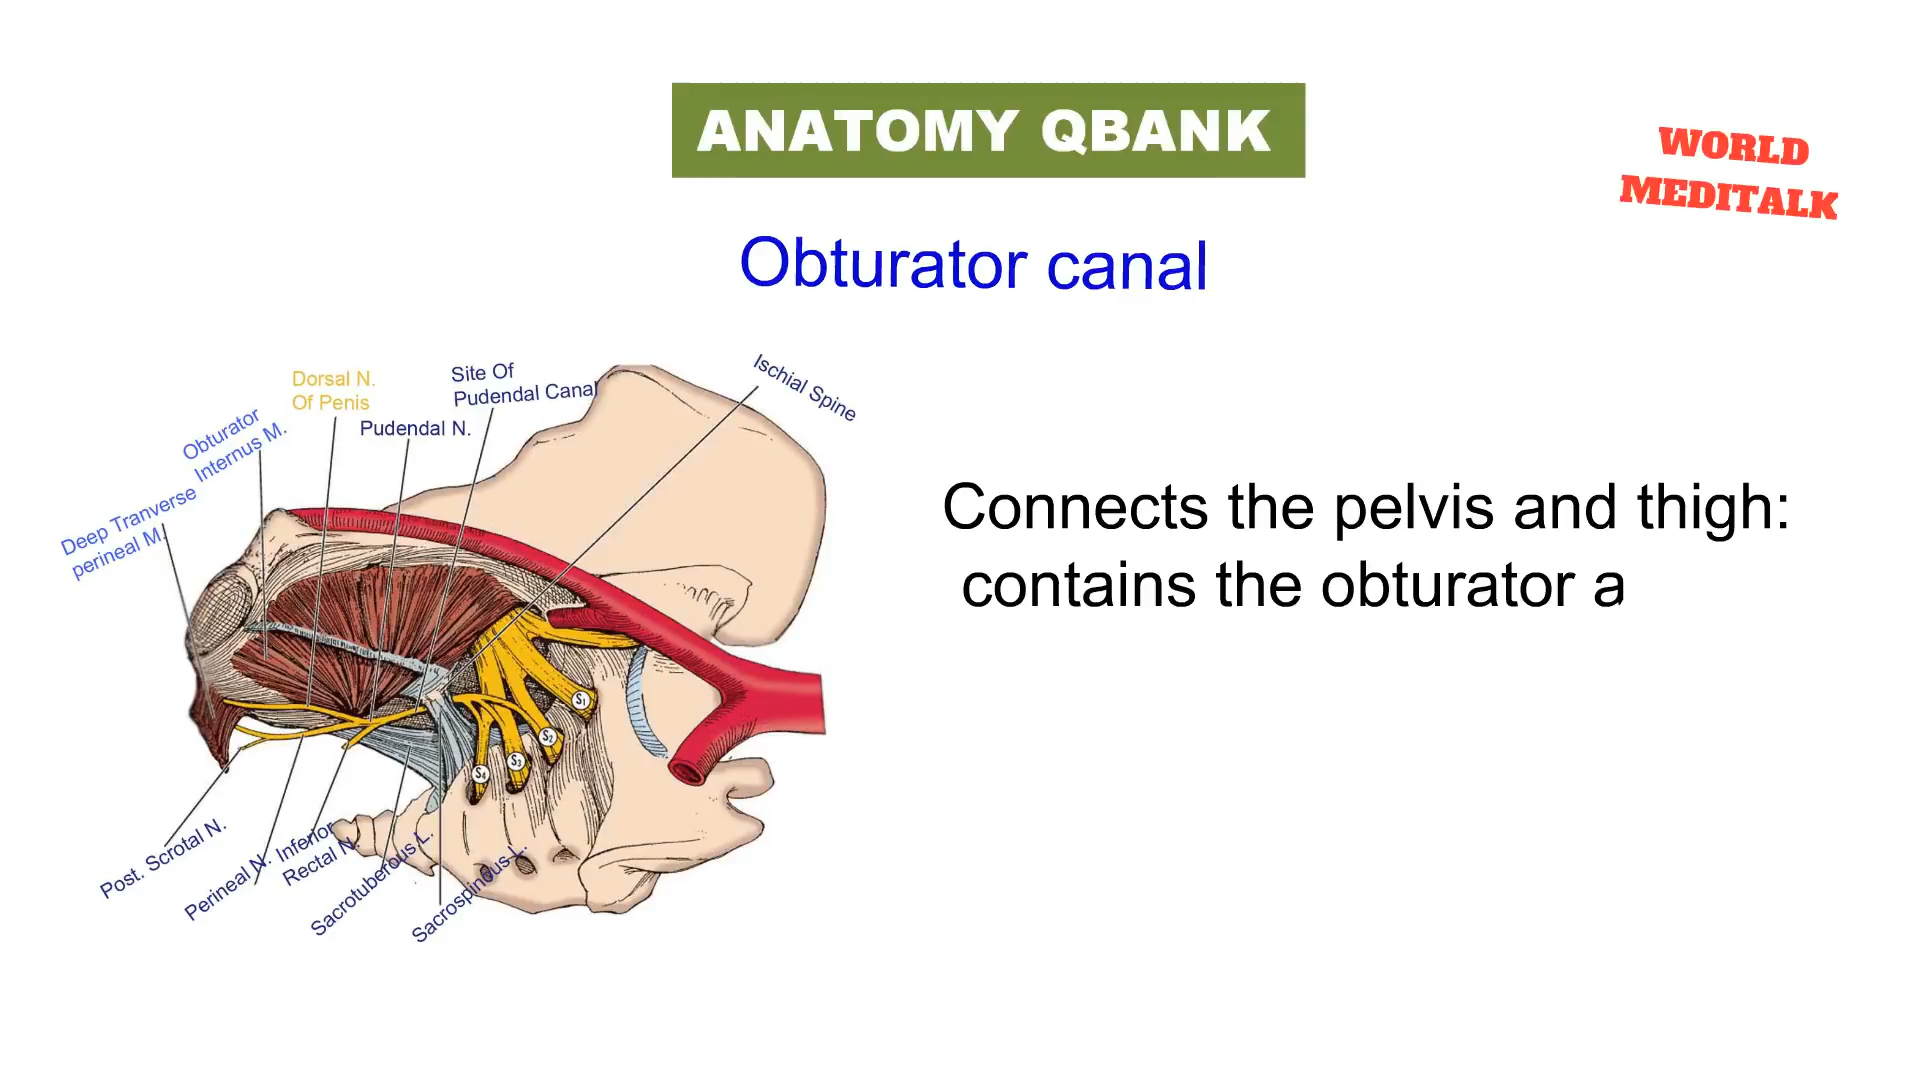 ANATOMY QBANK
WORLD
MEDITALK
Obturator canal
Dorsal N.
Of Penis
Site Of
Pudendal Canal
Ischial Spine
Pudendal N.
Obturator
Internus M.
Deep Tranverse
perineal M.
Connects the pelvis and thigh:
contains the obturator a
S1
S2
S3
S4
Post. Scrotal N.
Perineal N.
Inferior
Rectal N.
Sacrotuberous L.
Sacrospinous L.